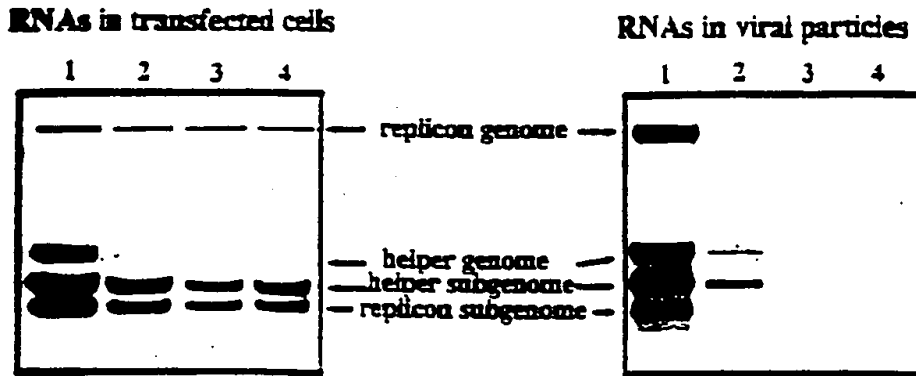 RNAs in transfected cells
RNAs in viral particles
1 2 3 4
1 2 3 4
replicon genome
helper genome
helper subgenome
replicon subgenome